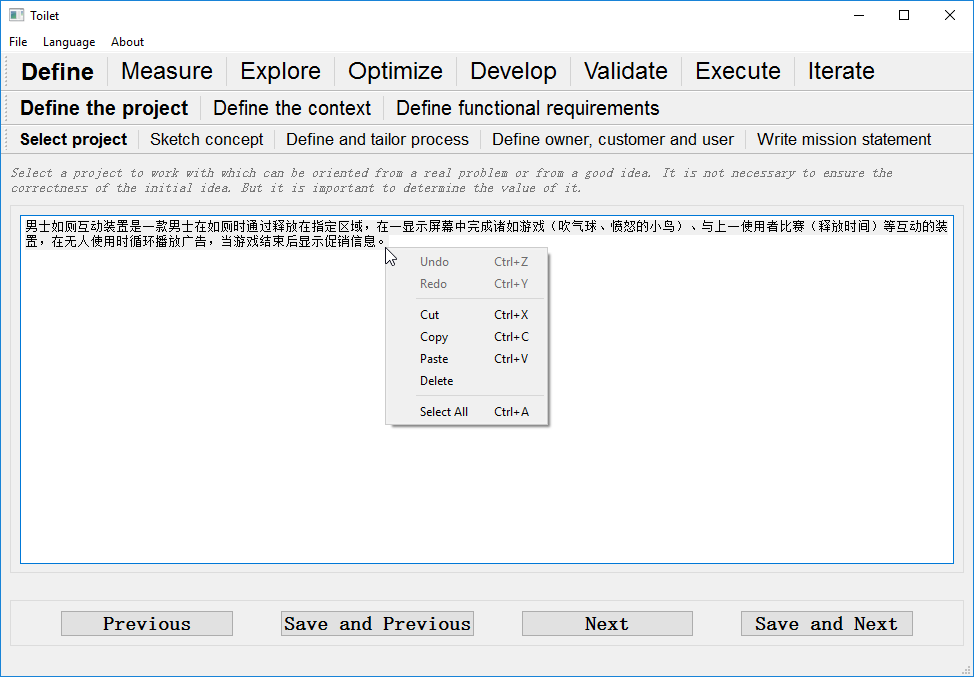 Toilet
File Language About
Define Measure Explore Optimize Develop Validate Execute Iterate
Define the project Define the context Define functional requirements
Select project Sketch concept Define and tailor process Define owner, customer and user Write mission statement
Select a project to work with which can be oriented from a real problem or from a good idea. It is not necessary to ensure the
correctness of the initial idea. But it is important to determine the value of it.
男士如厕互动装置是一款男士在如厕时通过释放在指定区域，在一显示屏幕中完成诸如游戏（吹气球、愤怒的小鸟）、与上一使用者比赛（释放时间）等互动的装
置，在无人使用时循环播放广告，当游戏结束后显示促销信息。
Undo Ctrl+Z
Redo Ctrl+Y
Cut Ctrl+X
Copy Ctrl+C
Paste Ctrl+V
Delete
Select All Ctrl+A
Previous Save and Previous Next Save and Next